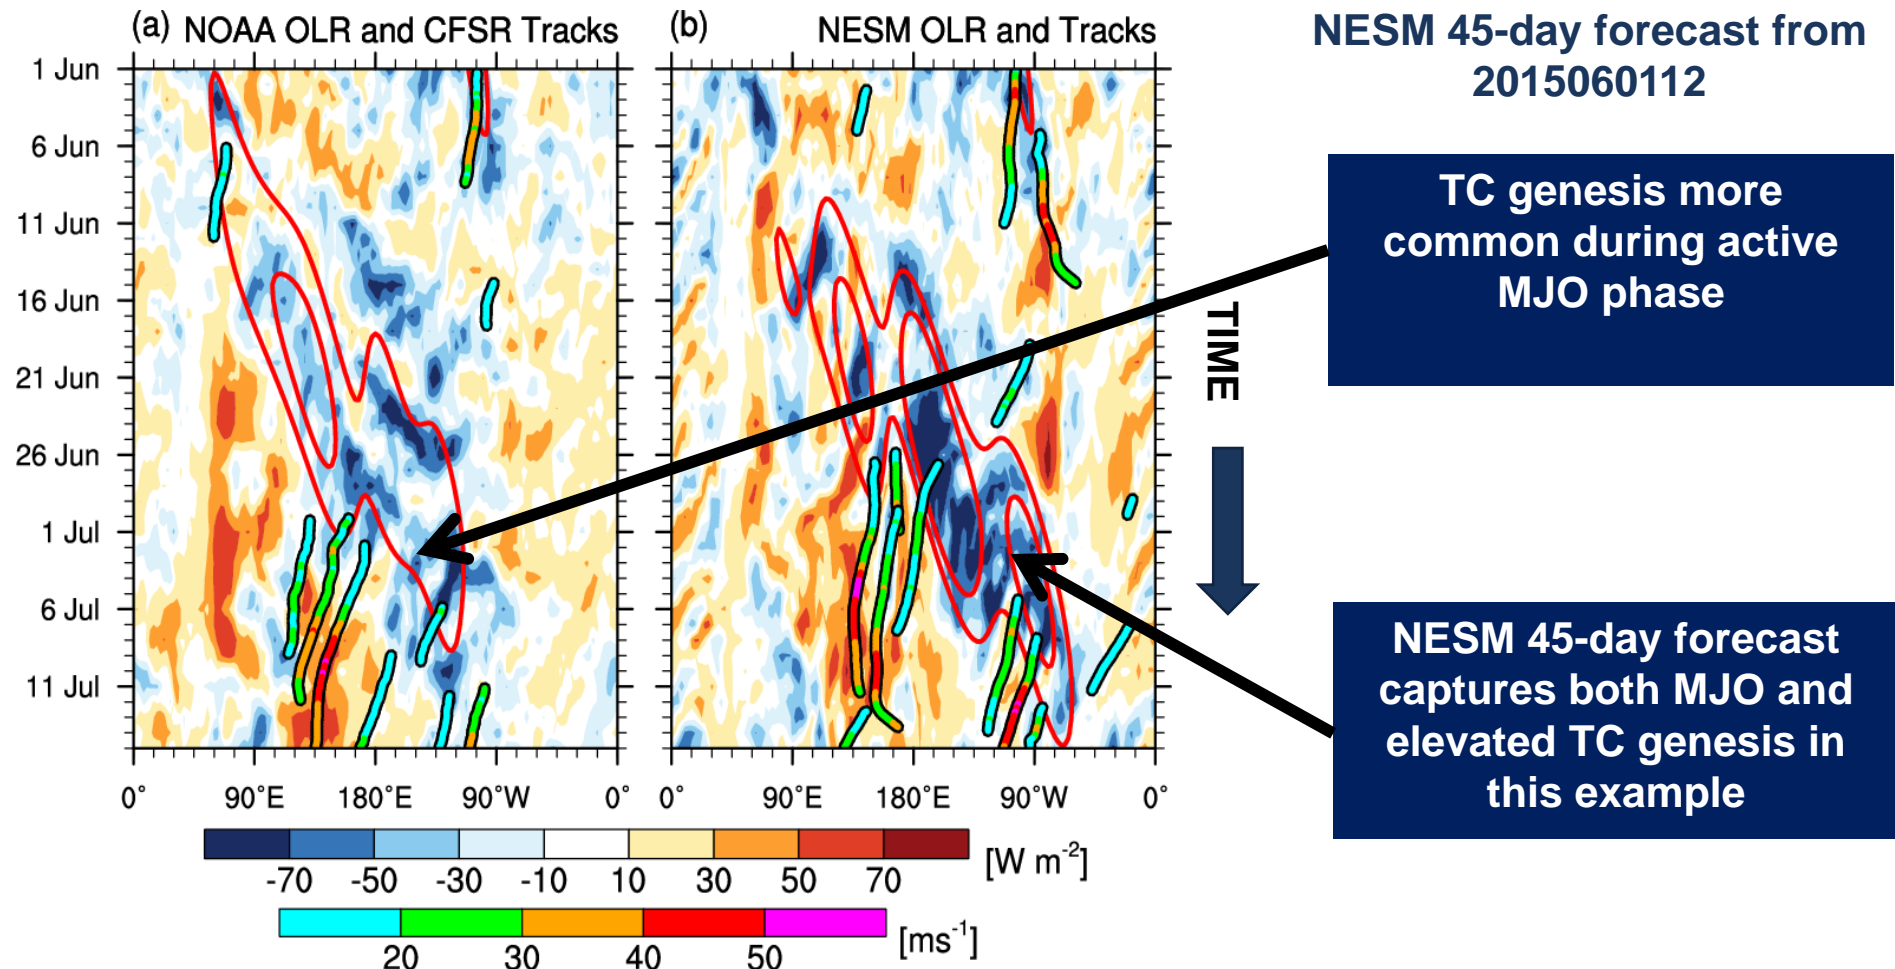 (a) NOAA OLR and CFSR Tracks
(b) NESM OLR and Tracks
NESM 45-day forecast from
2015060112
1 Jun
6 Jun
11 Jun
16 Jun
21 Jun
26 Jun
1 Jul
6 Jul
11 Jul
0° 90°E 180°E 90°W 0°
0° 90°E 180°E 90°W 0°
TC genesis more
common during active
MJO phase
TIME
NESM 45-day forecast
captures both MJO and
elevated TC genesis in
this example
-70 -50 -30 -10 10 30 50 70
[W m⁻²]
20 30 40 50
[ms⁻¹]